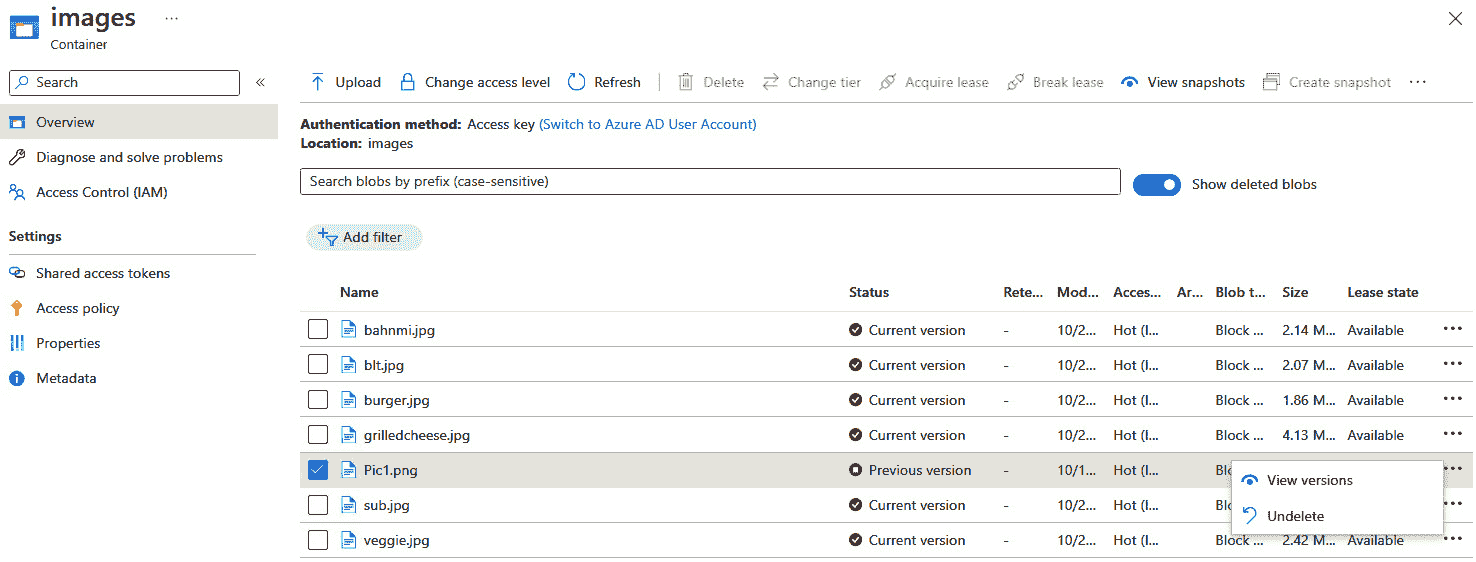 images ...
Container
Search «
Upload Change access level Refresh Delete Change tier Acquire lease Break lease View snapshots Create snapshot ...
Overview
Diagnose and solve problems
Access Control (IAM)
Settings
Shared access tokens
Access policy
Properties
Metadata
Authentication method: Access key (Switch to Azure AD User Account)
Location: images
Search blobs by prefix (case-sensitive) Show deleted blobs
Add filter
Name Status Rete... Mod... Acces... Ar... Blob t... Size Lease state
bahnmi.jpg Current version - 10/2... Hot (I... Block ... 2.14 M... Available ...
blt.jpg Current version - 10/2... Hot (I... Block ... 2.07 M... Available ...
burger.jpg Current version - 10/2... Hot (I... Block ... 1.86 M... Available ...
grilledcheese.jpg Current version - 10/2... Hot (I... Block ... 4.13 M... Available ...
Pic1.png Previous version - 10/1... Hot (I... ...
View versions
Undelete
sub.jpg Current version - 10/2... Hot (I... ...
veggie.jpg Current version - 10/2... Hot (I... Block ... 2.42 M... Available ...